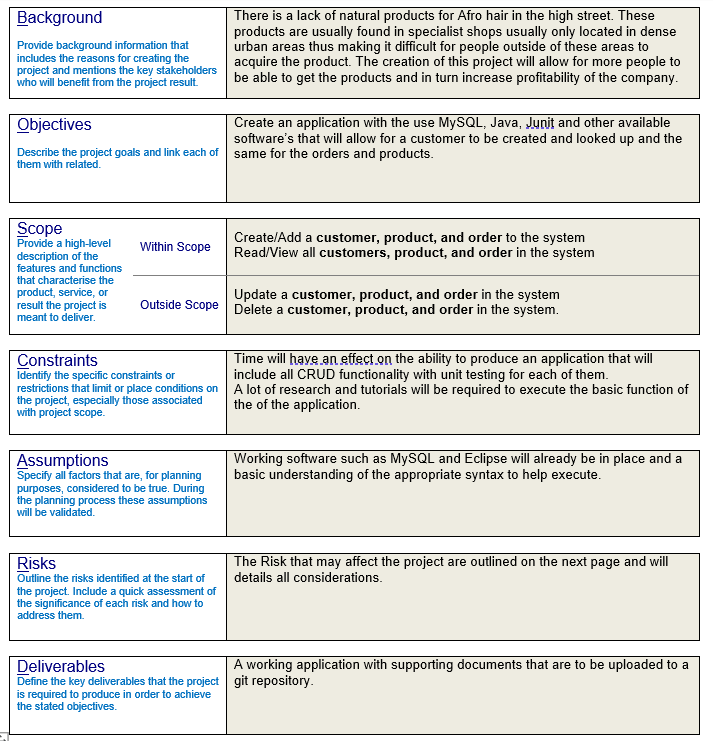 Background
Provide background information that
includes the reasons for creating the
project and mentions the key stakeholders
who will benefit from the project result.
There is a lack of natural products for Afro hair in the high street. These
products are usually found in specialist shops usually only located in dense
urban areas thus making it difficult for people outside of these areas to
acquire the product. The creation of this project will allow for more people to
be able to get the products and in turn increase profitability of the company.
Objectives
Describe the project goals and link each of
them with related.
Create an application with the use MySQL, Java, Junit and other available
software's that will allow for a customer to be created and looked up and the
same for the orders and products.
Scope
Provide a high-level
description of the
features and functions
that characterise the
product, service, or
result the project is
meant to deliver.
Within Scope
Create/Add a customer, product, and order to the system
Read/View all customers, product, and order in the system
Outside Scope
Update a customer, product, and order in the system
Delete a customer, product, and order in the system.
Constraints
Identify the specific constraints or
restrictions that limit or place conditions on
the project, especially those associated
with project scope.
Time will have an effect on the ability to produce an application that will
include all CRUD functionality with unit testing for each of them.
A lot of research and tutorials will be required to execute the basic function of
the of the application.
Assumptions
Specify all factors that are, for planning
purposes, considered to be true. During
the planning process these assumptions
will be validated.
Working software such as MySQL and Eclipse will already be in place and a
basic understanding of the appropriate syntax to help execute.
Risks
Outline the risks identified at the start of
the project. Include a quick assessment of
the significance of each risk and how to
address them.
The Risk that may affect the project are outlined on the next page and will
details all considerations.
Deliverables
Define the key deliverables that the project
is required to produce in order to achieve
the stated objectives.
A working application with supporting documents that are to be uploaded to a
git repository.